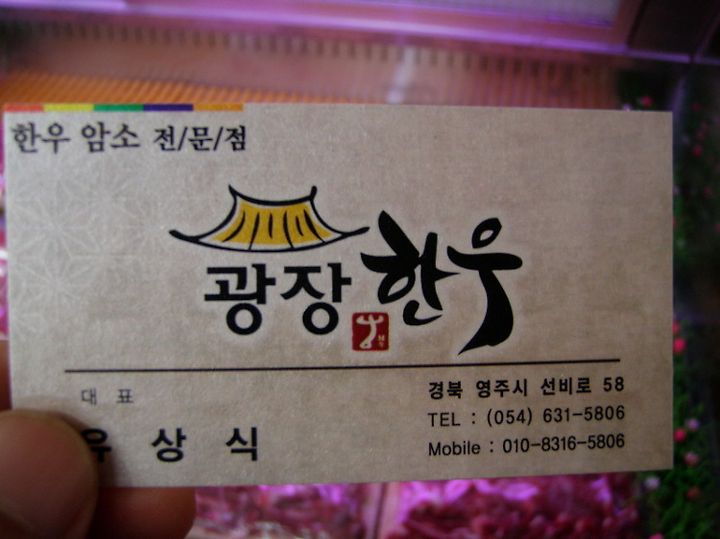 한우 암소 전/문/점
광장 한우
대 표
상 식
경북 영주시 선비로 58
TEL : (054) 631-5806
Mobile : 010-8316-5806